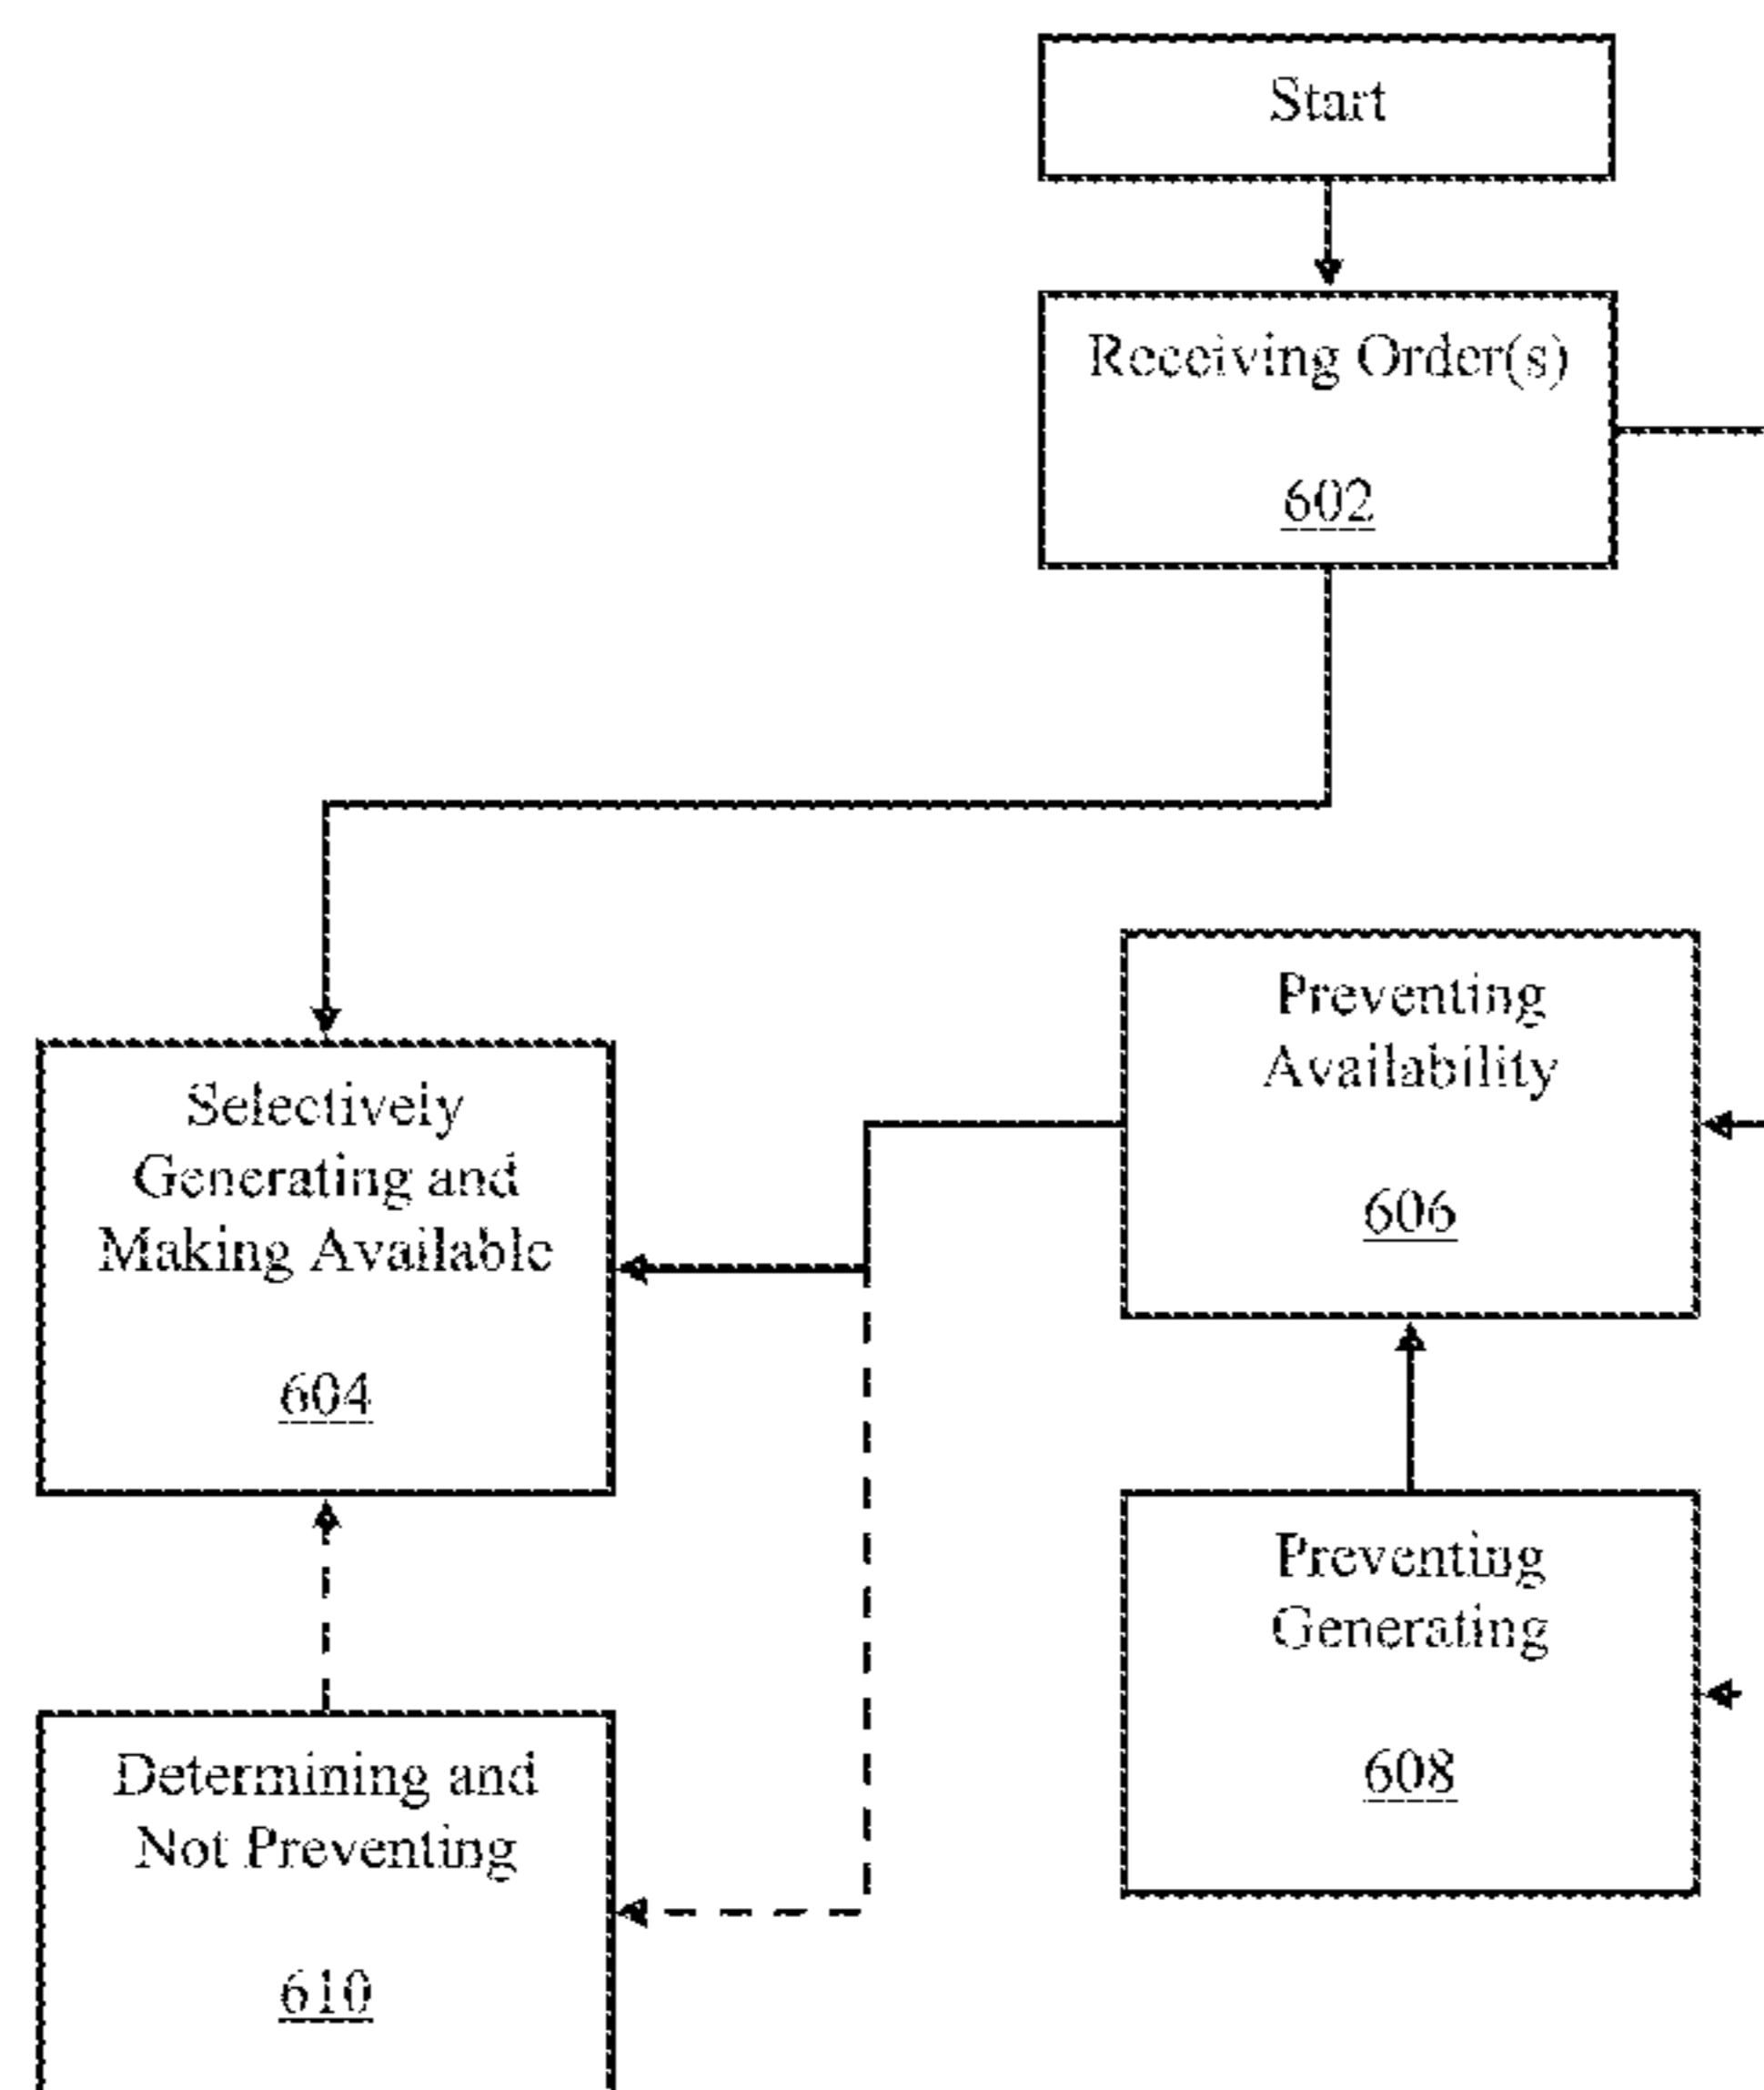 Start
Receiving Order(s)
602
Preventing
Availability
606
Selectively
Generating and
Making Available
604
Preventing
Generating
608
Determining and
Not Preventing
610